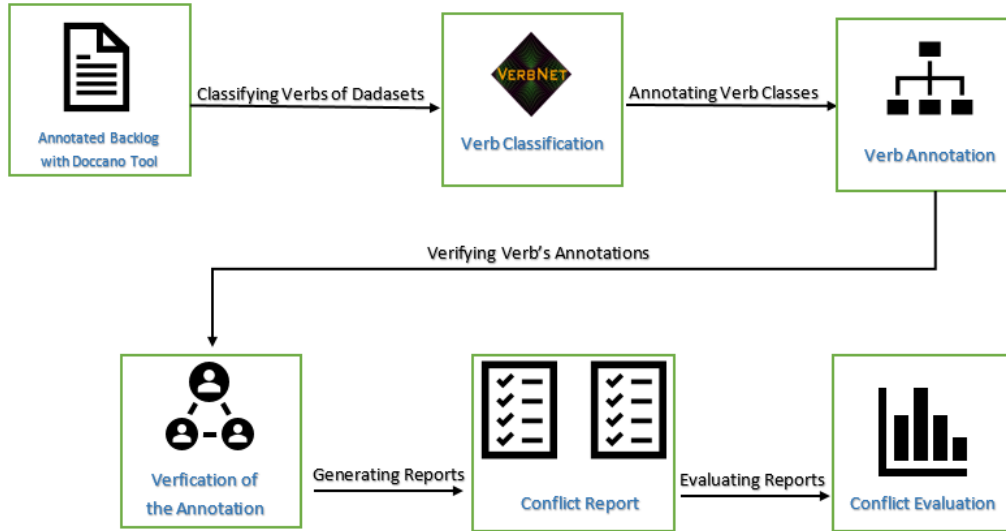 Classifying Verbs of Dadasets
VERBNET
Annotating Verb Classes
Annotated Backlog
with Doccano Tool
Verb Classification
Verb Annotation
Verifying Verb's Annotations
Verfication of
the Annotation
Generating Reports
Conflict Report
Evaluating Reports
Conflict Evaluation